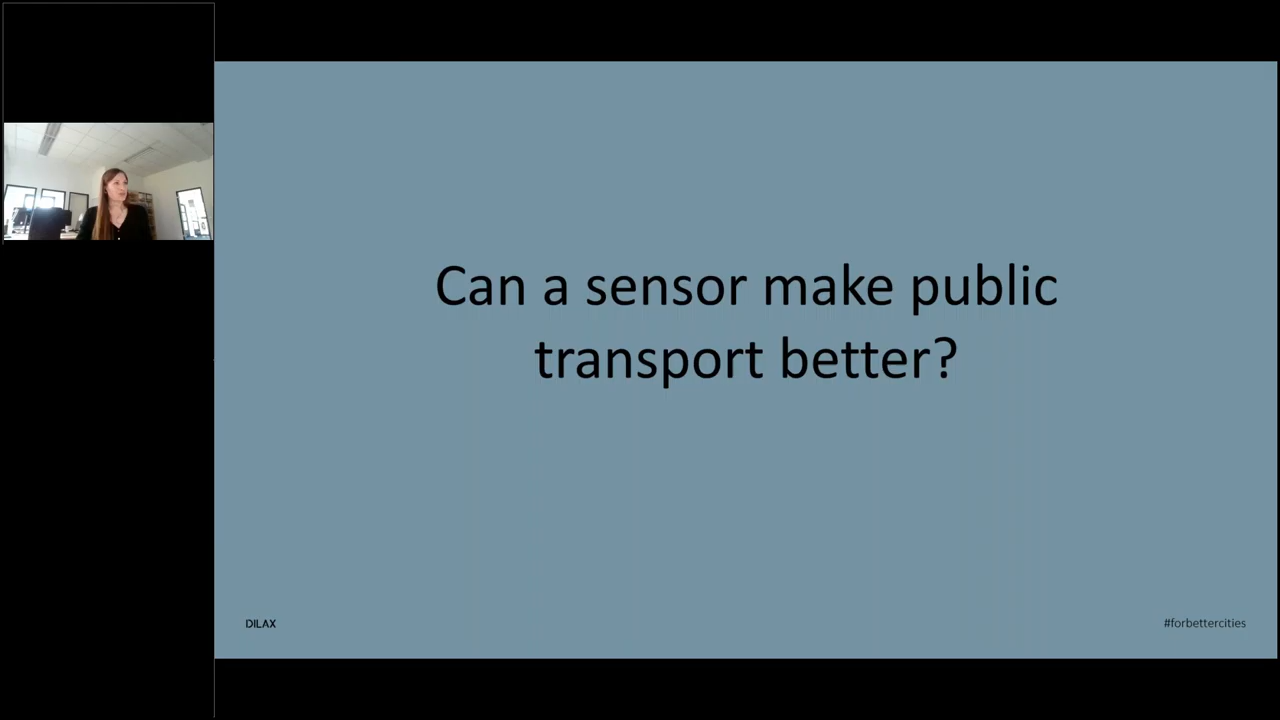 Can a sensor make public
transport better?
DILAX
#forbettercities